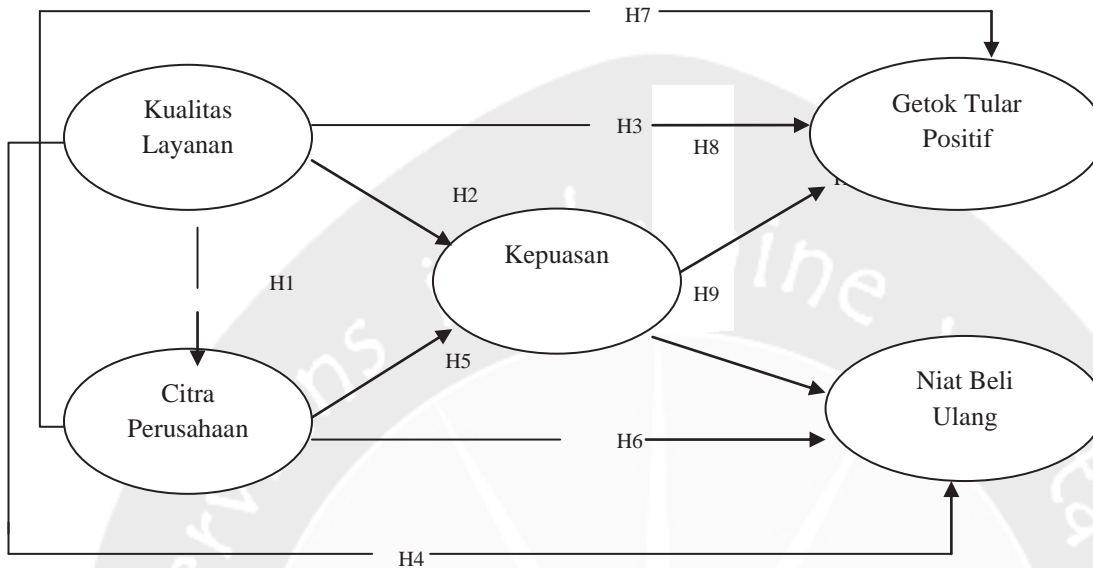 H7
Kualitas
Layanan
Getok Tular
Positif
H3
H8
H2
Kepuasan
H1
H9
H5
Citra
Perusahaan
Niat Beli
Ulang
H6
H4